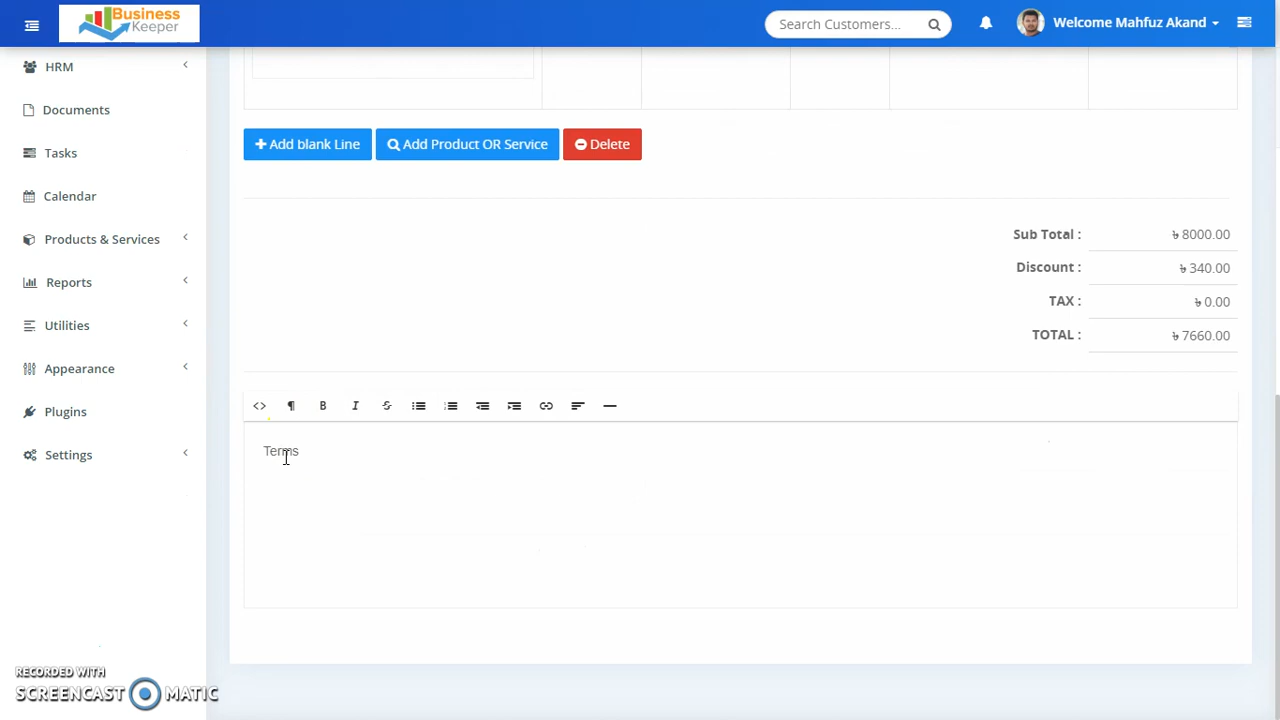 Business
Keeper
Search Customers...
Welcome Mahfuz Akand
HRM
Documents
Tasks
Calendar
Products & Services
Reports
Utilities
Appearance
Plugins
Settings
Add blank Line
Add Product OR Service
Delete
Sub Total : ৳ 8000.00
Discount : ৳ 340.00
TAX : ৳ 0.00
TOTAL : ৳ 7660.00
<> ¶ B I S
Terms
RECORDED WITH
SCREENCAST MATIC